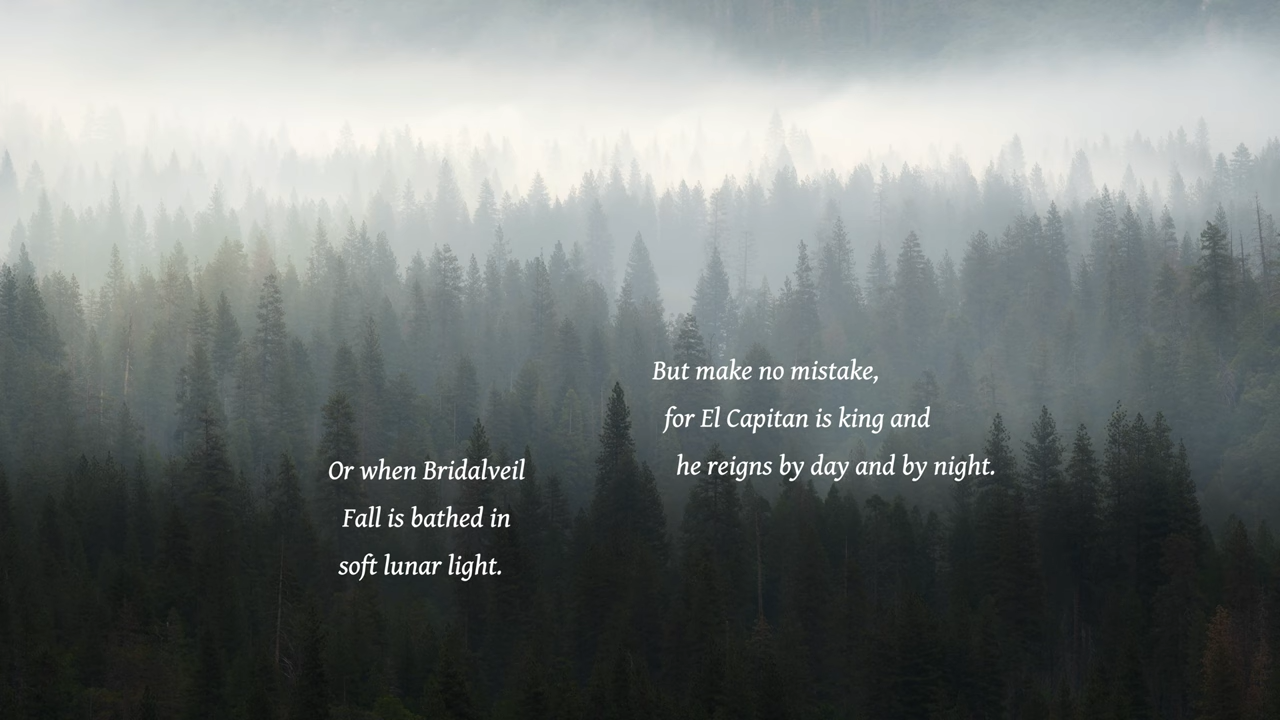 Or when Bridalveil
Fall is bathed in
soft lunar light.
But make no mistake,
for El Capitan is king and
he reigns by day and by night.